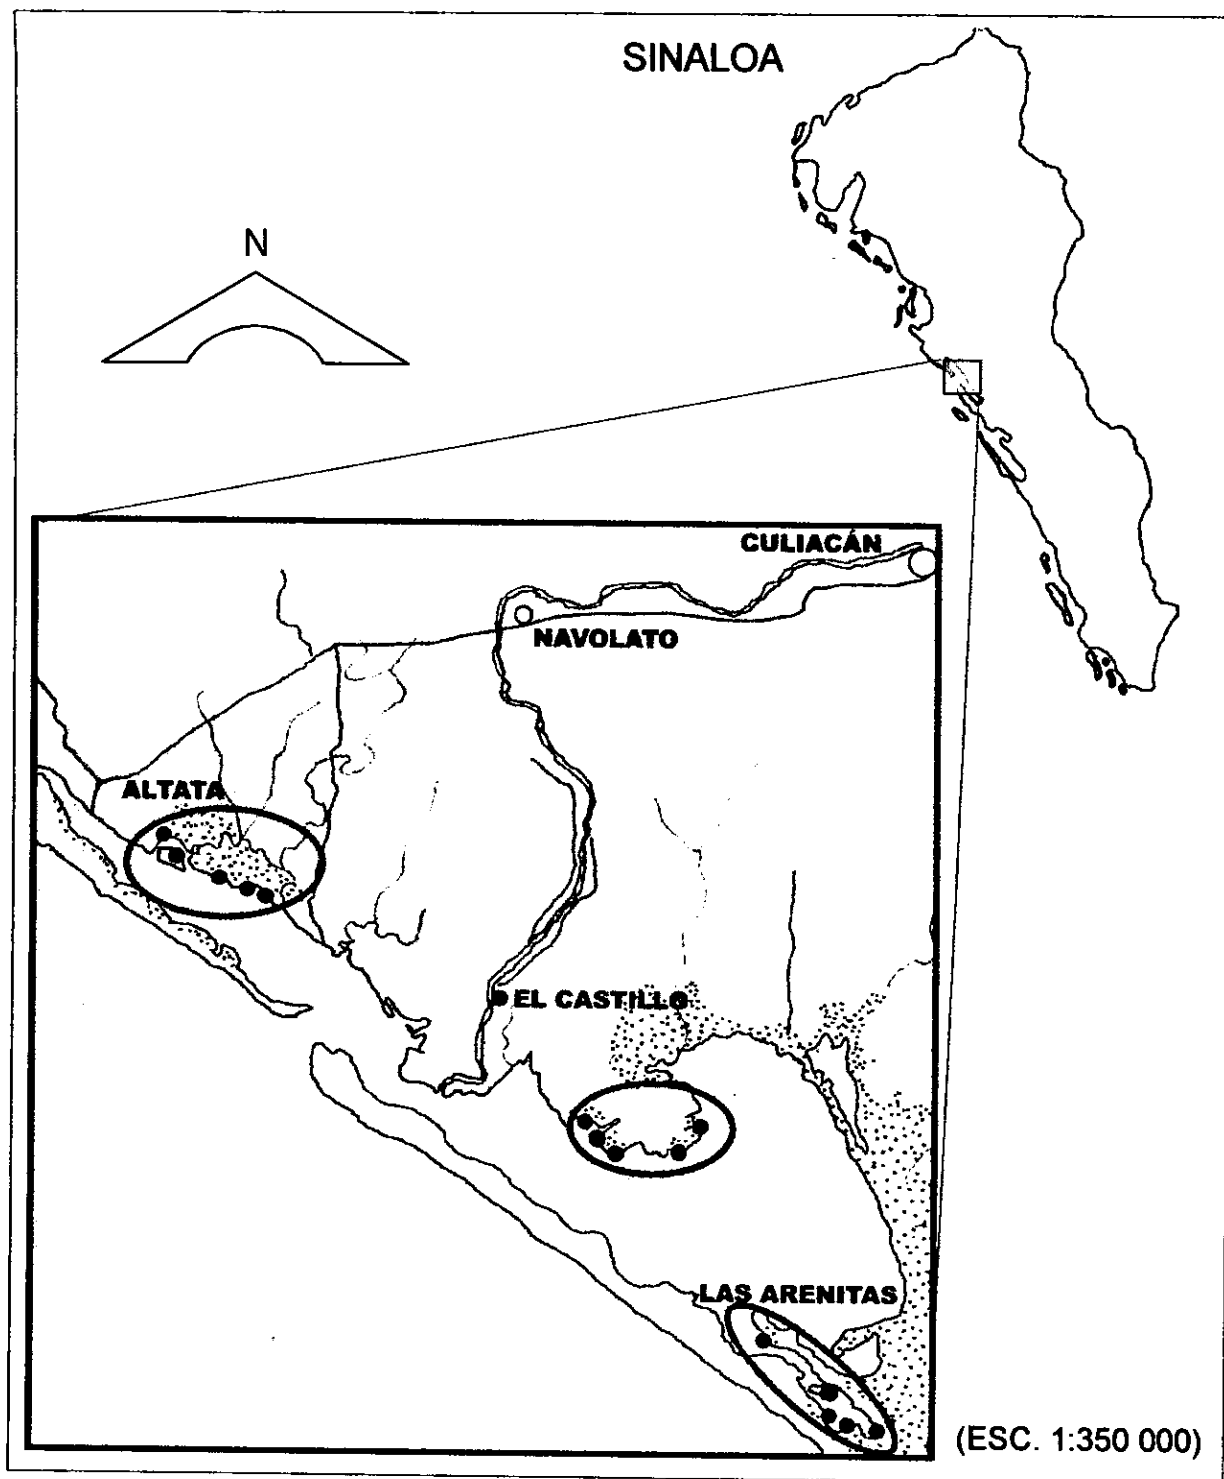 SINALOA
N
CULIACÁN
NAVOLATO
ALTATA
EL CASTILLO
LAS ARENITAS
(ESC. 1:350 000)